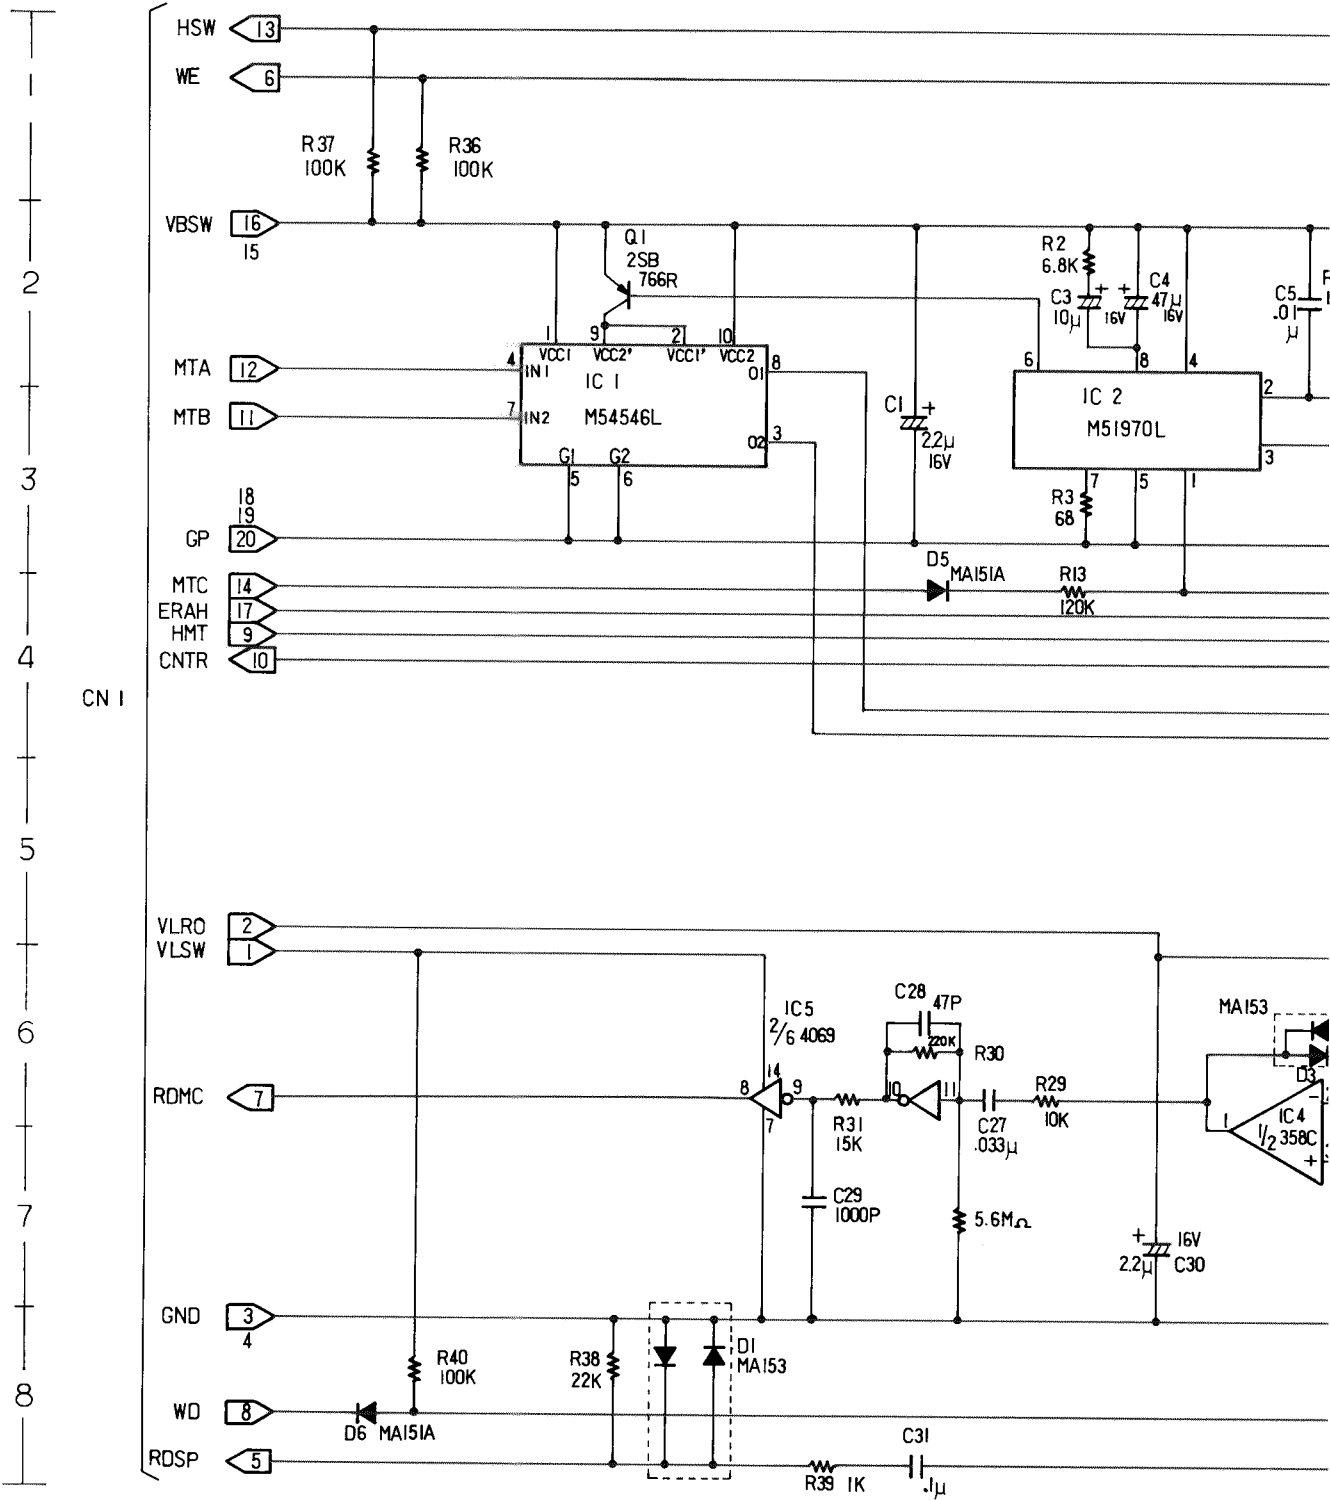 HSW 13
WE 6
1
R37
100K
R36
100K
VBSW 16
15
Q1
2SB
766R
R2
6.8K
C3
10μ
+
16V
+
C4
47μ
16V
C5
.01
μ
2
1
9
2
10
VCC1
VCC2'
VCC1'
VCC2
6
8
4
MTA 12
4
IN1
IC 1
O1
8
IC 2
2
MTB 11
7
IN2
M54546L
C1
+
2.2μ
16V
M51970L
O2
3
3
G1
G2
5
6
7
5
1
3
18
19
GP 20
R3
68
D5
MA151A
MTC 14
R13
120K
ERAH 17
HMT 9
CNTR 10
4
CN 1
5
VLRO 2
VLSW 1
6
IC5
2/6 4069
C28
47P
220K
R30
MA153
D3
14
8
9
10
11
RDMC 7
7
R31
15K
C27
.033μ
R29
10K
1
IC4
1/2 358C
−
+
C29
1000P
5.6MΩ
7
+
16V
2.2μ
C30
GND 3
4
R40
100K
R38
22K
D1
MA153
8
WD 8
D6
MA151A
RDSP 5
C31
R39
1K
.1μ